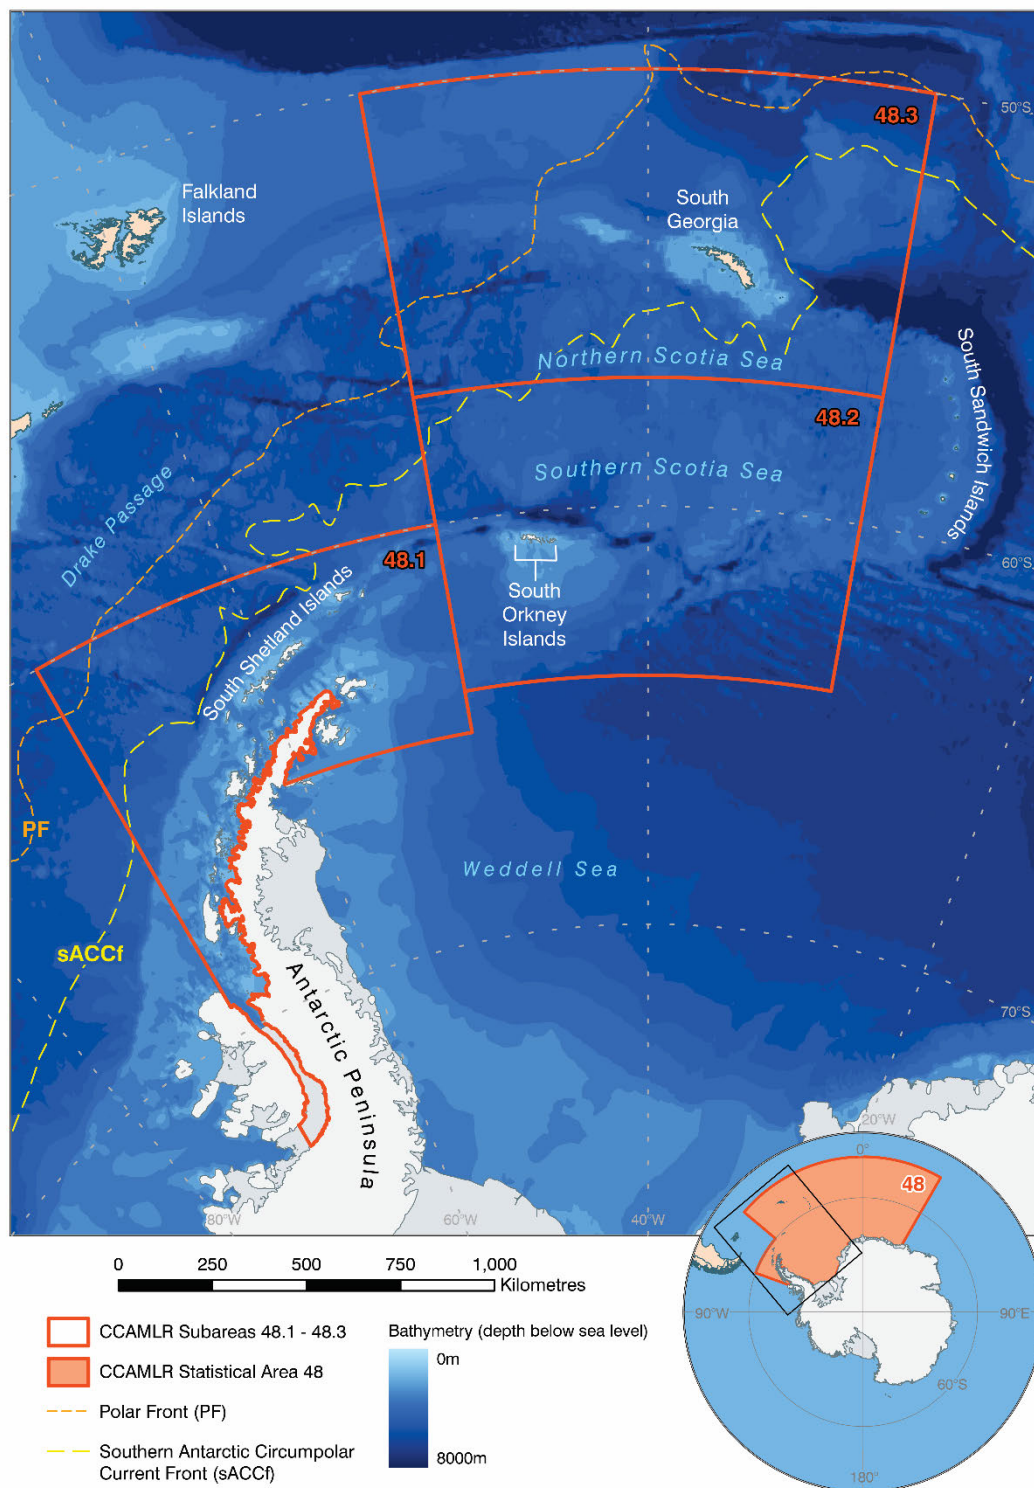 48.3
50°S
Falkland
Islands
South
Georgia
Northern Scotia Sea
48.2
South Sandwich Islands
Southern Scotia Sea
Drake Passage
48.1
60°S
South
Orkney
Islands
South Shetland Islands
PF
Weddell Sea
sACCf
Antarctic Peninsula
70°S
20°W
80°W
60°W
40°W
0°
48
90°W
90°E
60°S
180°
0 250 500 750 1,000
Kilometres
CCAMLR Subareas 48.1 - 48.3
CCAMLR Statistical Area 48
Polar Front (PF)
Southern Antarctic Circumpolar
Current Front (sACCf)
Bathymetry (depth below sea level)
0m
8000m